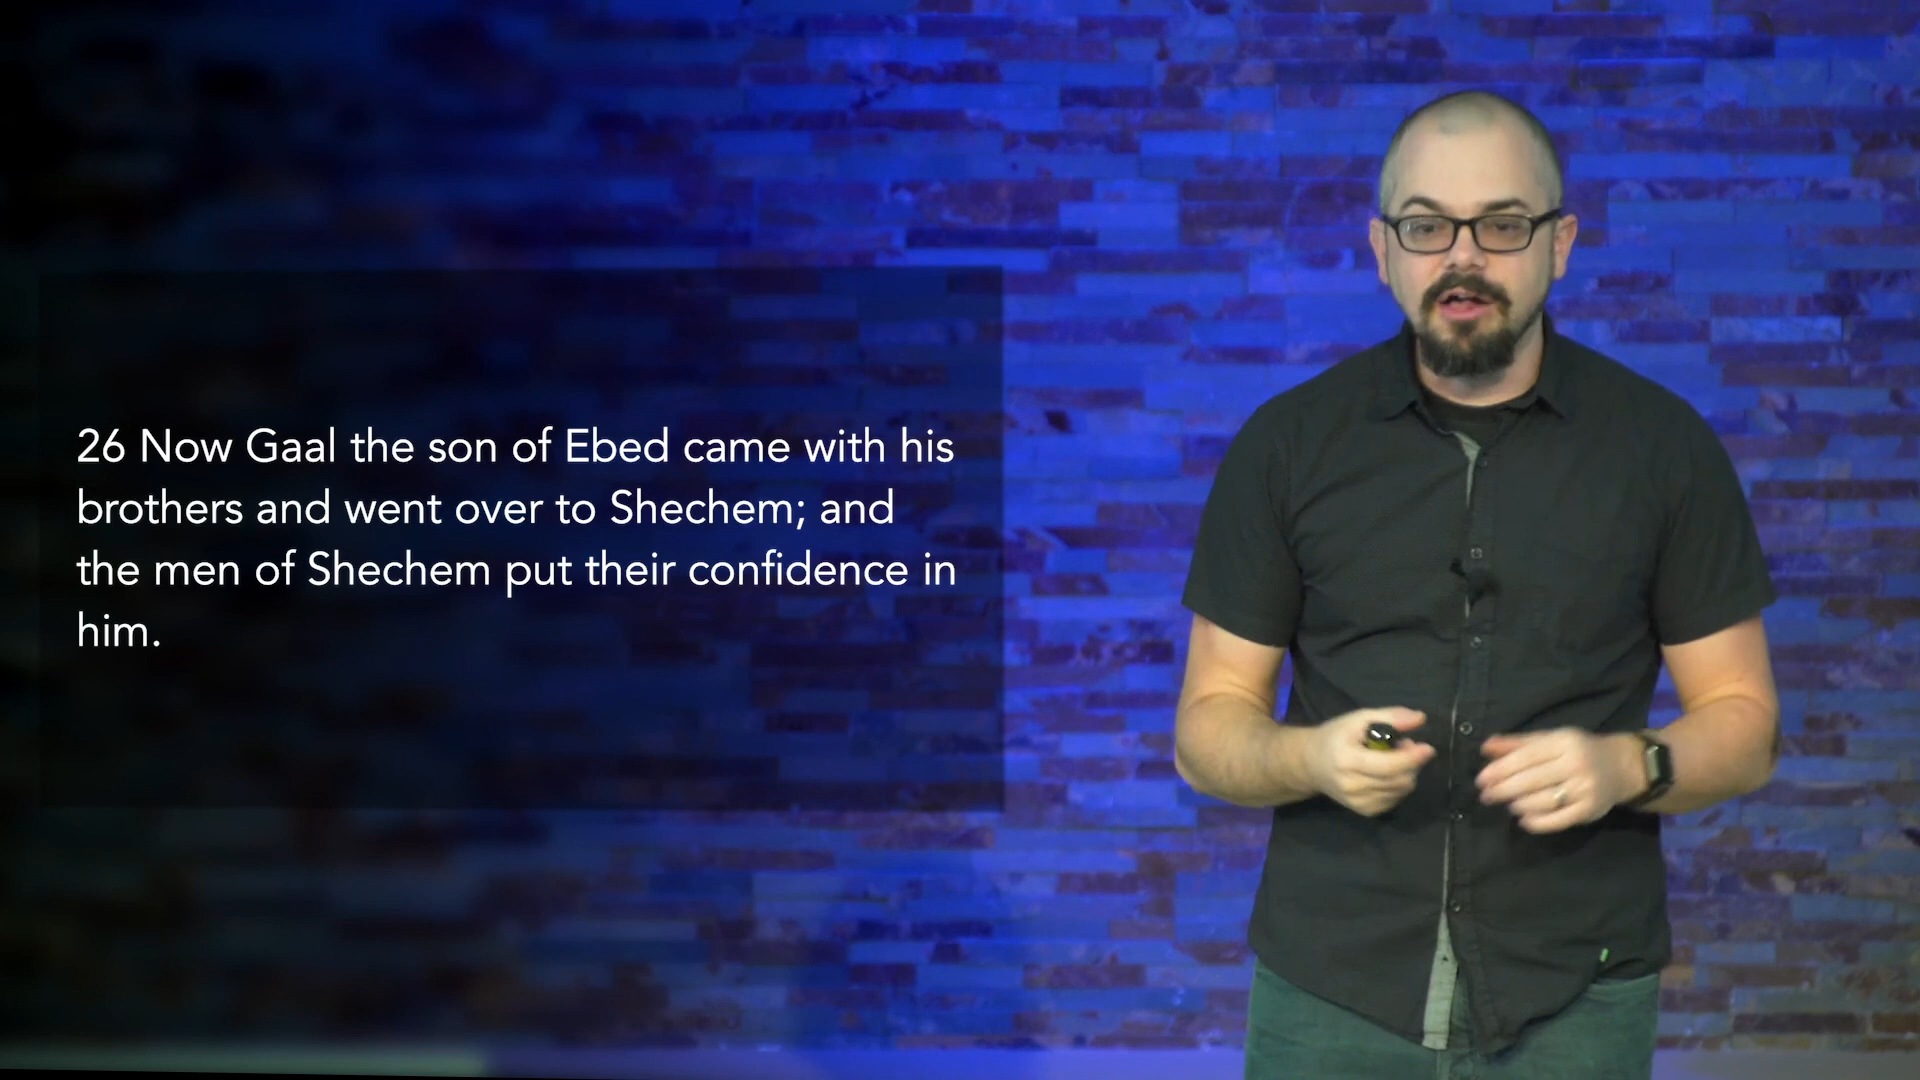 26 Now Gaal the son of Ebed came with his
brothers and went over to Shechem; and
the men of Shechem put their confidence in
him.